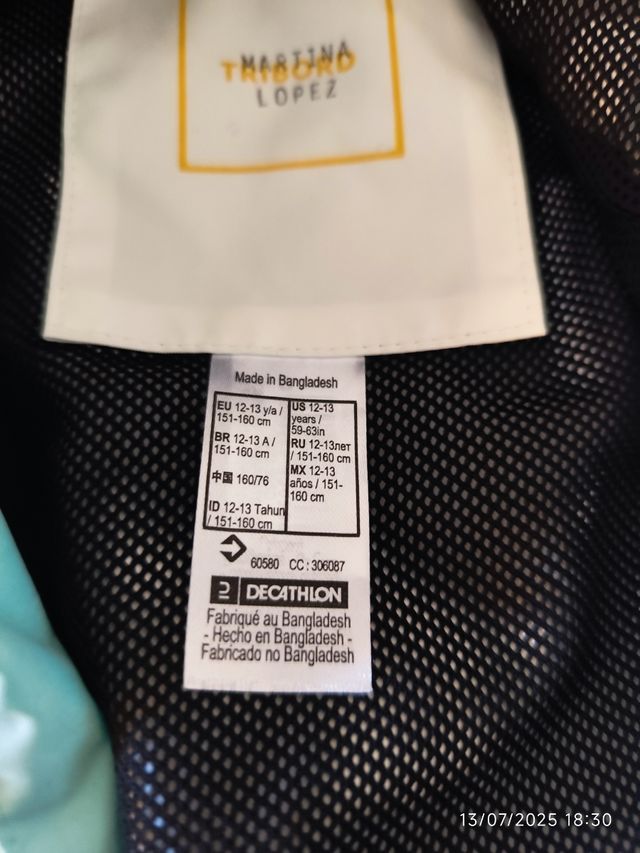 MARTINA
TRIBORD
LOPEZ
Made in Bangladesh
EU 12-13 y/a /
151-160 cm
BR 12-13 A /
151-160 cm
中国 160/76
ID 12-13 Tahun
/ 151-160 cm
US 12-13
years /
59-63in
RU 12-13лет
/ 151-160 cm
MX 12-13
años / 151-
160 cm
60580 CC : 306087
DECATHLON
Fabriqué au Bangladesh
- Hecho en Bangladesh -
Fabricado no Bangladesh
13/07/2025 18:30